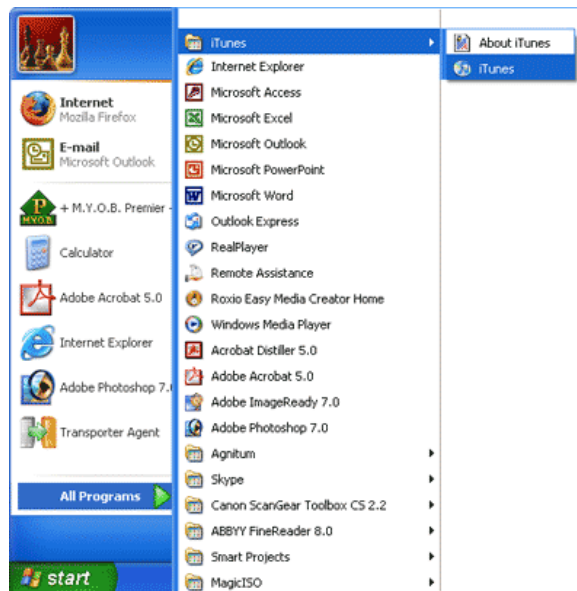 Internet
Mozilla Firefox
E-mail
Microsoft Outlook
+ M.Y.O.B. Premier -
M.Y.O.B.
Calculator
Adobe Acrobat 5.0
Internet Explorer
Adobe Photoshop 7.0
Transporter Agent
All Programs
start
iTunes
Internet Explorer
Microsoft Access
Microsoft Excel
Microsoft Outlook
Microsoft PowerPoint
Microsoft Word
Outlook Express
RealPlayer
Remote Assistance
Roxio Easy Media Creator Home
Windows Media Player
Acrobat Distiller 5.0
Adobe Acrobat 5.0
Adobe ImageReady 7.0
Adobe Photoshop 7.0
Agnitum
Skype
Canon ScanGear Toolbox CS 2.2
ABBYY FineReader 8.0
Smart Projects
MagicISO
About iTunes
iTunes